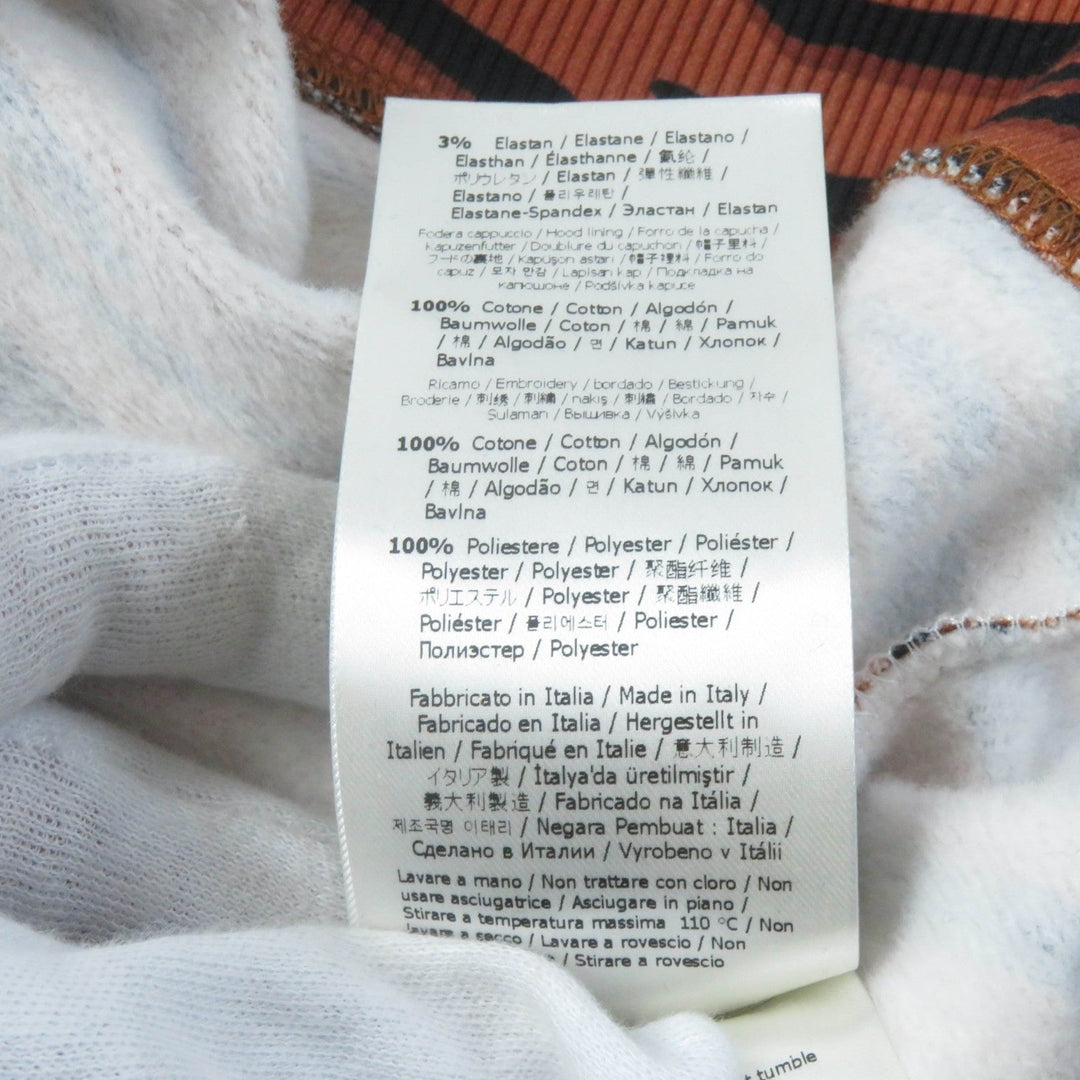 3% Elastan / Elastane / Elastano /
Elasthan / Élasthanne / 氨纶 /
ポリウレタン / Elastan / 彈性纖維 /
Elastano / 폴리우레탄 /
Elastane-Spandex / Эластан / Elastan
Fodera cappuccio / Hood lining / Forro de la capucha /
Kapuzenfutter / Doublure du capuchon / 帽子里料 /
フードの裏地 / Kapüşon astarı / 帽子裡料 / Forro do
capuz / 모자 안감 / Lapisan kap / Подкладка на
капюшоне / Podšívka kapuce
100% Cotone / Cotton / Algodón /
Baumwolle / Coton / 棉 / 綿 / Pamuk
/ 棉 / Algodão / 면 / Katun / Хлопок /
Bavlna
Ricamo / Embroidery / bordado / Bestickung /
Broderie / 刺绣 / 刺繍 / nakış / 刺繡 / Bordado / 자수 /
Sulaman / Вышивка / Výšivka
100% Cotone / Cotton / Algodón /
Baumwolle / Coton / 棉 / 綿 / Pamuk
/ 棉 / Algodão / 면 / Katun / Хлопок /
Bavlna
100% Poliestere / Polyester / Poliéster /
Polyester / Polyester / 聚酯纤维 /
ポリエステル / Polyester / 聚酯纖維 /
Poliéster / 폴리에스터 / Poliester /
Полиэстер / Polyester
Fabbricato in Italia / Made in Italy /
Fabricado en Italia / Hergestellt in
Italien / Fabriqué en Italie / 意大利制造 /
イタリア製 / İtalya'da üretilmiştir /
義大利製造 / Fabricado na Itália /
제조국명 이태리 / Negara Pembuat : Italia /
Сделано в Италии / Vyrobeno v Itálii
Lavare a mano / Non trattare con cloro / Non
usare asciugatrice / Asciugare in piano /
Stirare a temperatura massima 110 °C / Non
lavare a secco / Lavare a rovescio / Non
/ Stirare a rovescio
tumble